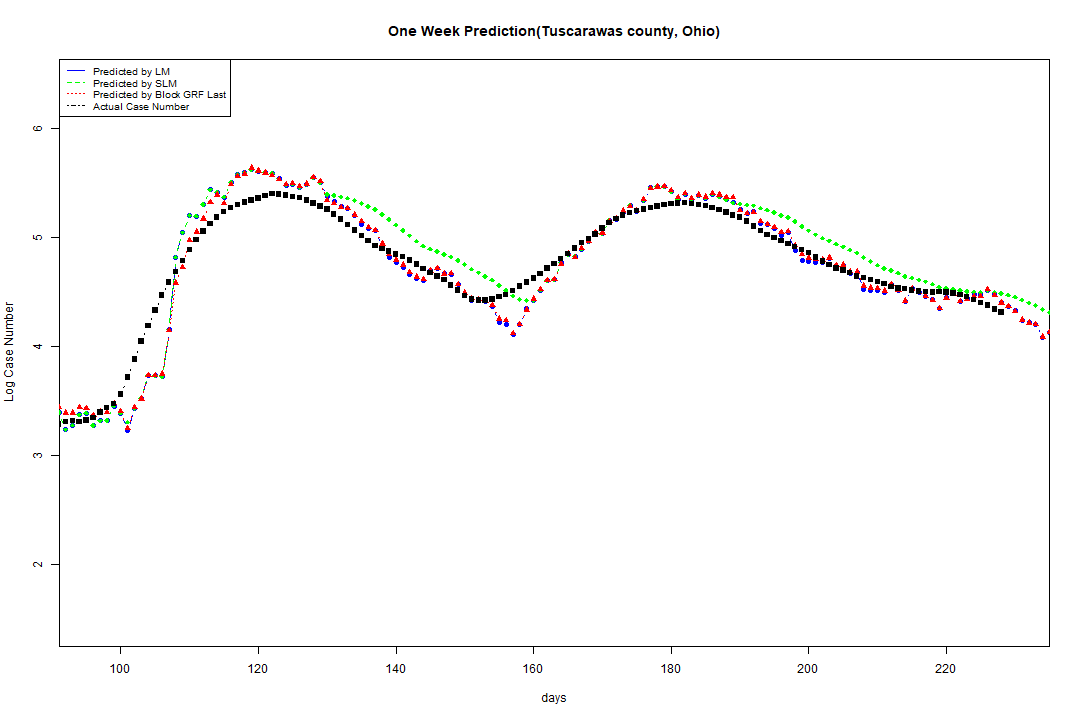 One Week Prediction(Tuscarawas county, Ohio)
Predicted by LM
Predicted by SLM
Predicted by Block GRF Last
Actual Case Number
6
5
4
3
2
Log Case Number
100 120 140 160 180 200 220
days